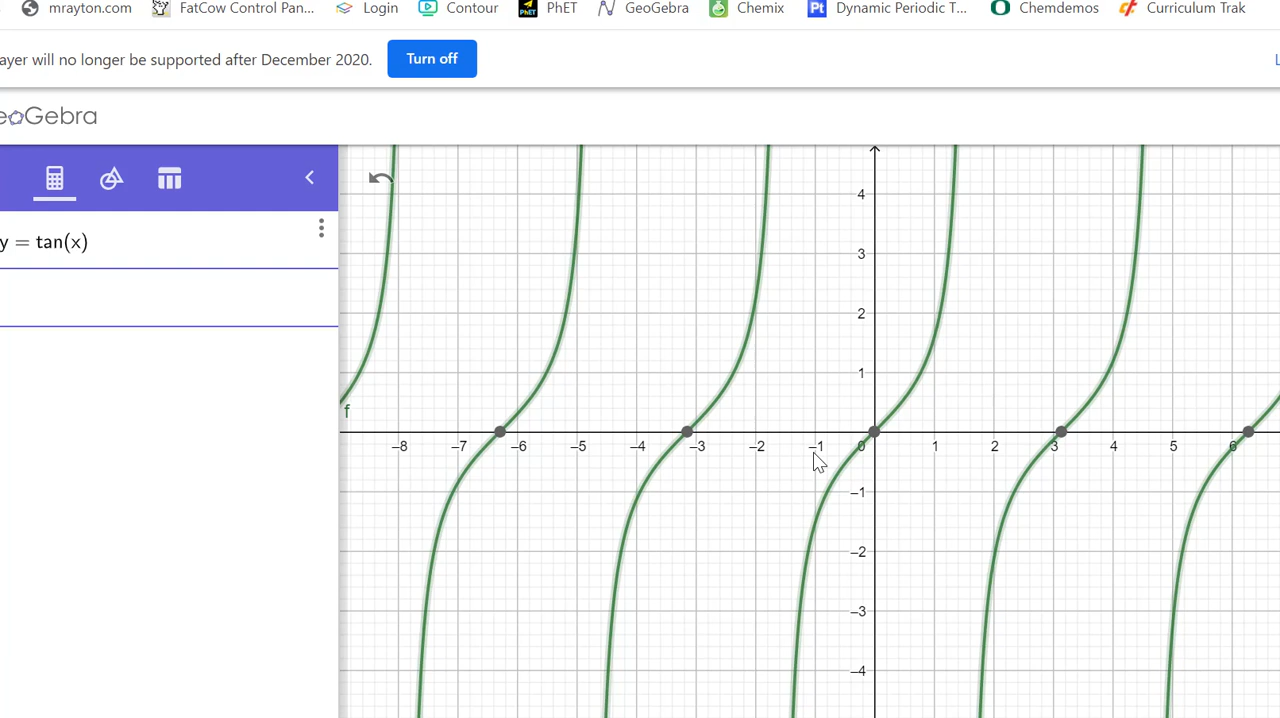 mrayton.com FatCow Control Pan... Login Contour PhET GeoGebra Chemix Pt Dynamic Periodic T... Chemdemos Curriculum Trak
ayer will no longer be supported after December 2020. Turn off
eoGebra
y = tan(x)
f
4
3
2
1
–8 –7 –6 –5 –4 –3 –2 –1 0 1 2 3 4 5 6
–1
–2
–3
–4